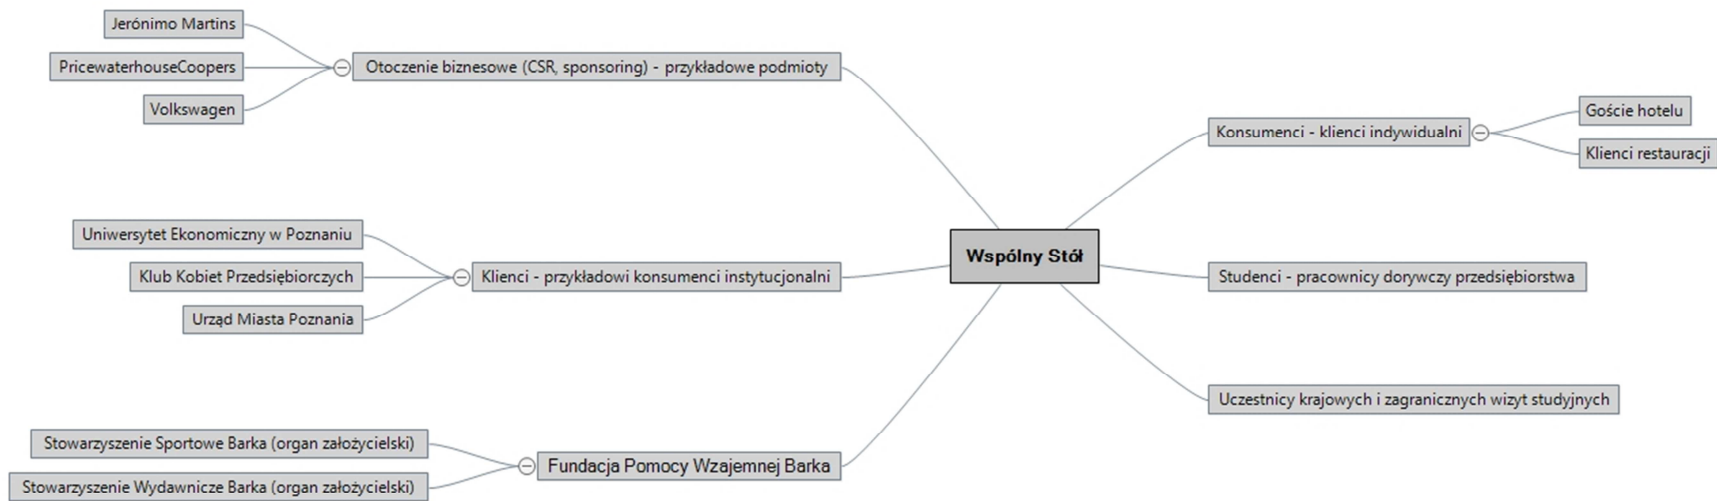 Jerónimo Martins
PricewaterhouseCoopers
Volkswagen
Otoczenie biznesowe (CSR, sponsoring) - przykładowe podmioty
Uniwersytet Ekonomiczny w Poznaniu
Klub Kobiet Przedsiębiorczych
Urząd Miasta Poznania
Klienci - przykładowi konsumenci instytucjonalni
Stowarzyszenie Sportowe Barka (organ założycielski)
Stowarzyszenie Wydawnicze Barka (organ założycielski)
Fundacja Pomocy Wzajemnej Barka
Wspólny Stół
Konsumenci - klienci indywidualni
Goście hotelu
Klienci restauracji
Studenci - pracownicy dorywczy przedsiębiorstwa
Uczestnicy krajowych i zagranicznych wizyt studyjnych